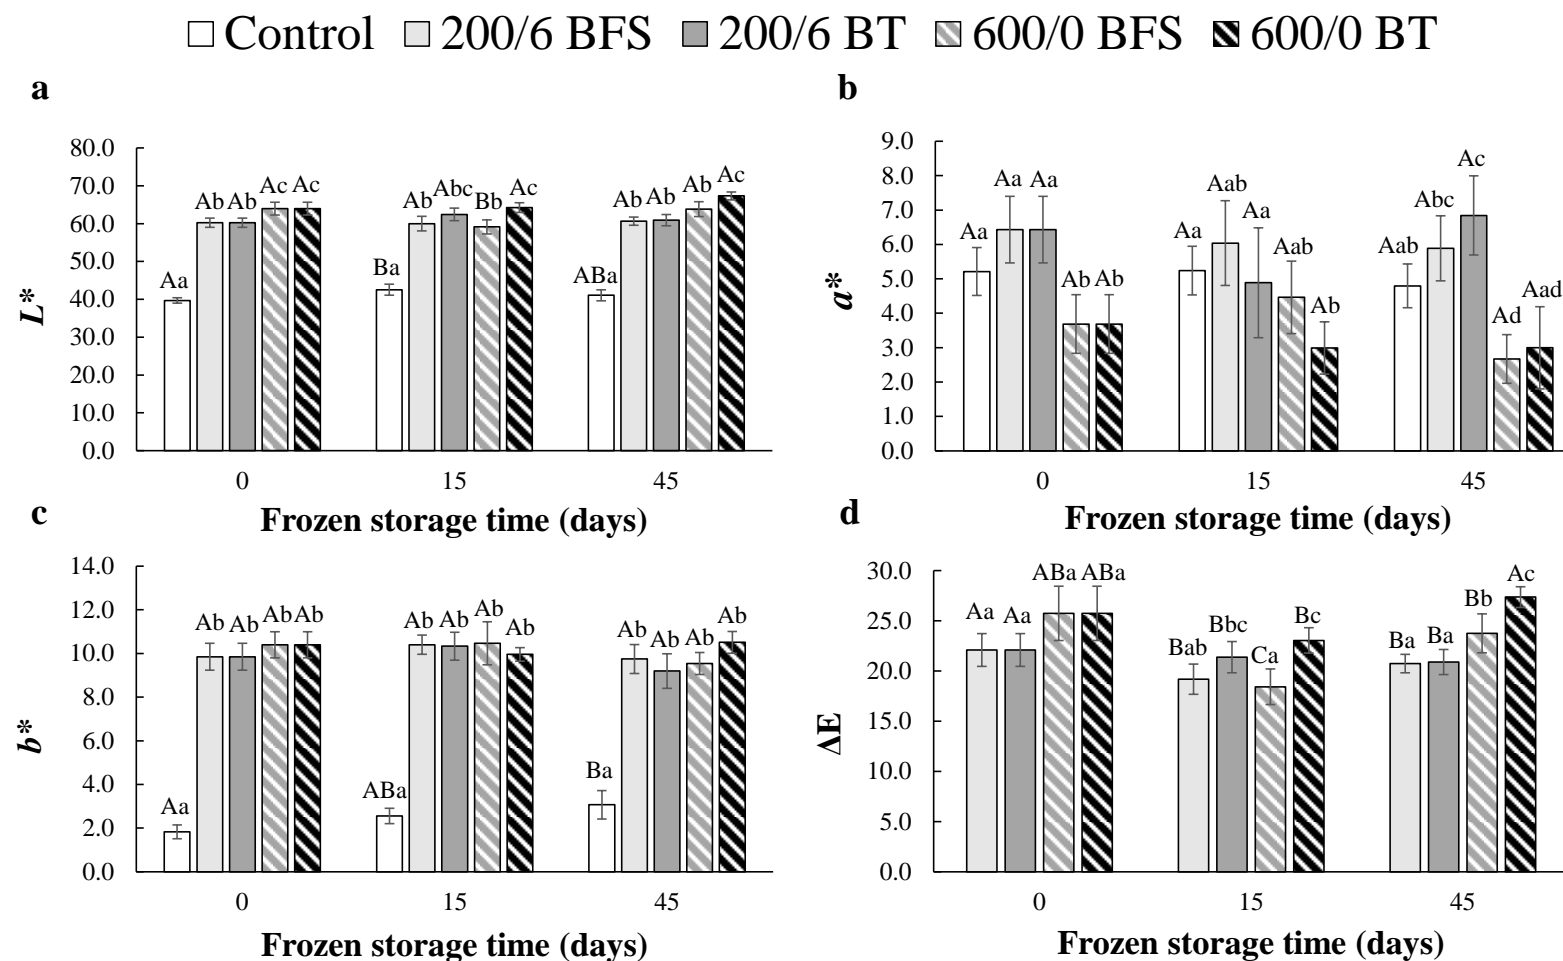 Control 200/6 BFS 200/6 BT 600/0 BFS 600/0 BT
a
L*
80.0
70.0
60.0
50.0
40.0
30.0
20.0
10.0
0.0
Aa Ab Ab Ac Ac
Ba Ab Abc Bb Ac
ABa Ab Ab Ab Ac
0 15 45
Frozen storage time (days)
b
a*
9.0
8.0
7.0
6.0
5.0
4.0
3.0
2.0
1.0
0.0
Aa Aa Aa Ab Ab
Aa Aab Aa Aab Ab
Aab Abc Ac Ad Aad
0 15 45
Frozen storage time (days)
c
b*
14.0
12.0
10.0
8.0
6.0
4.0
2.0
0.0
Aa Ab Ab Ab Ab
ABa Ab Ab Ab Ab
Ba Ab Ab Ab Ab
0 15 45
Frozen storage time (days)
d
ΔE
30.0
25.0
20.0
15.0
10.0
5.0
0.0
Aa Aa ABa ABa
Bab Bbc Ca Bc
Ba Ba Bb Ac
0 15 45
Frozen storage time (days)